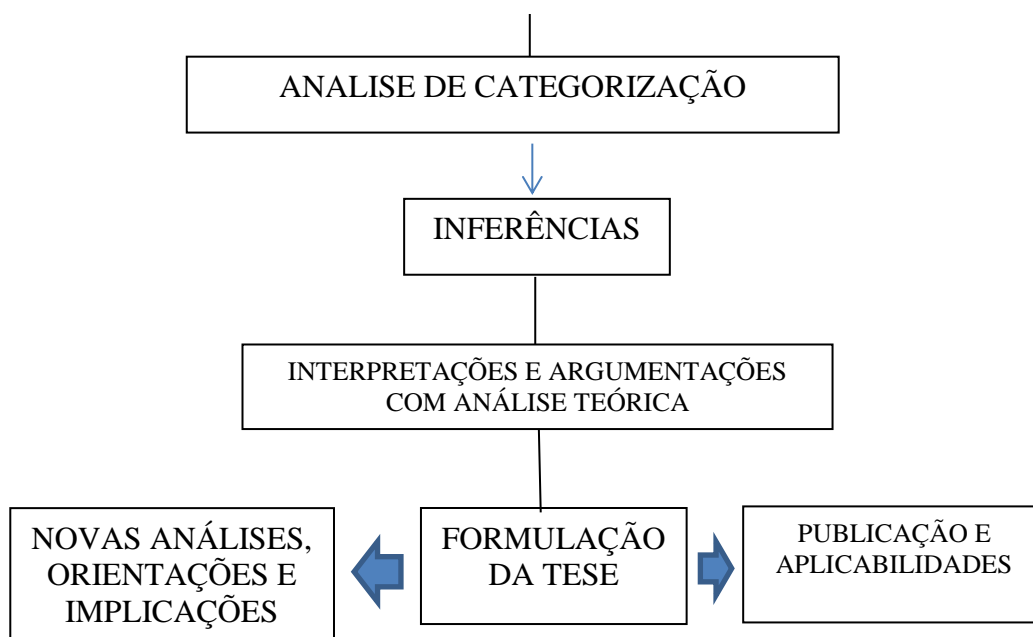 ANALISE DE CATEGORIZAÇÃO
INFERÊNCIAS
INTERPRETAÇÕES E ARGUMENTAÇÕES
COM ANÁLISE TEÓRICA
NOVAS ANÁLISES,
ORIENTAÇÕES E
IMPLICAÇÕES
FORMULAÇÃO
DA TESE
PUBLICAÇÃO E
APLICABILIDADES